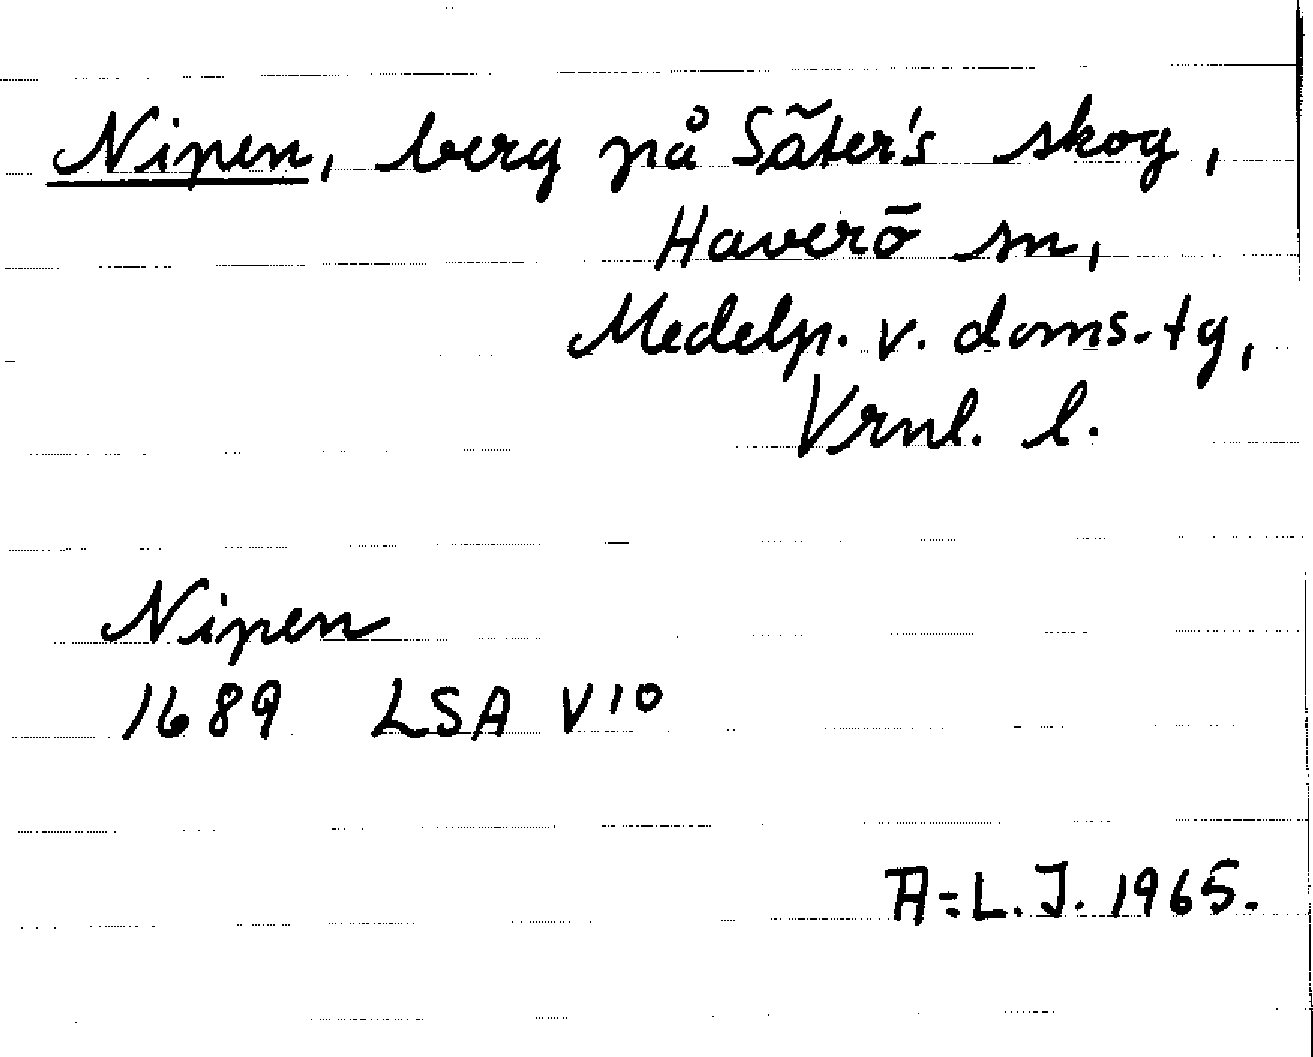 Nipen, berg på Säter's skog,
Haverö sn,
Medelp. v. doms.-tg,
Vrnl. l.
Nipen
1689 LSA V10
A-L. J. 1965.